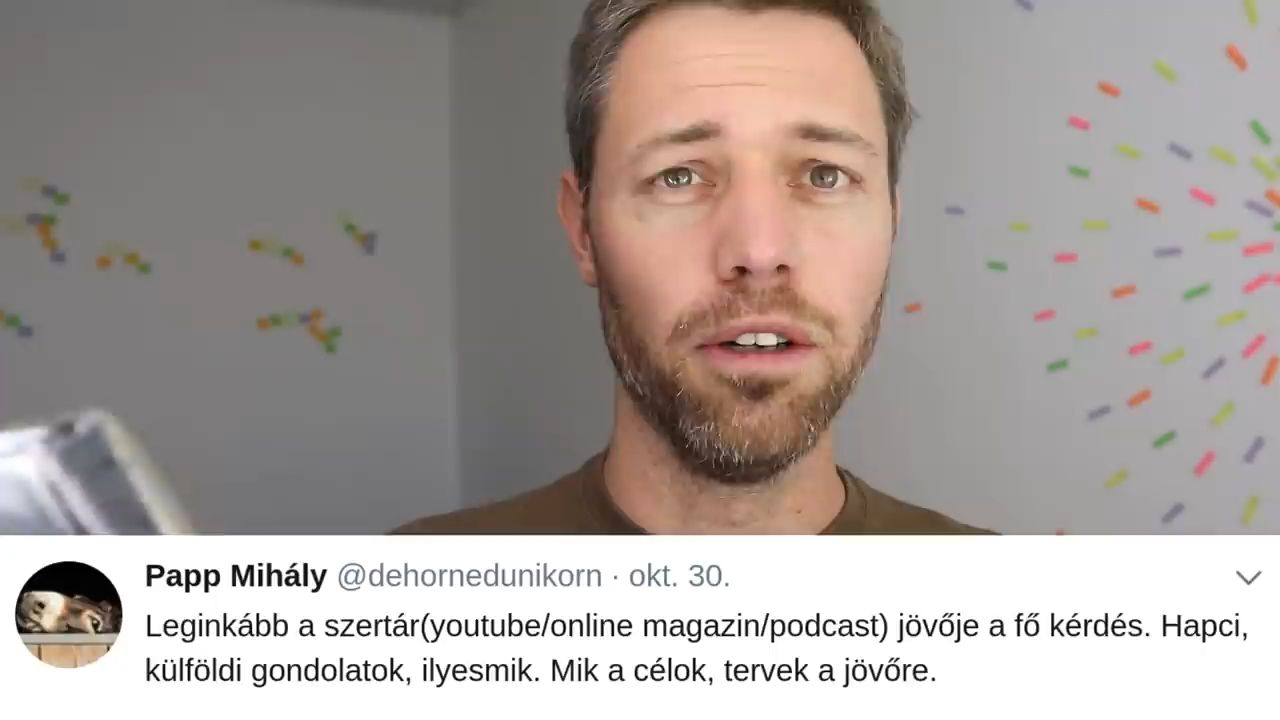 Papp Mihály @dehornedunikorn · okt. 30.
Leginkább a szertár(youtube/online magazin/podcast) jövője a fő kérdés. Hapci,
külföldi gondolatok, ilyesmik. Mik a célok, tervek a jövőre.